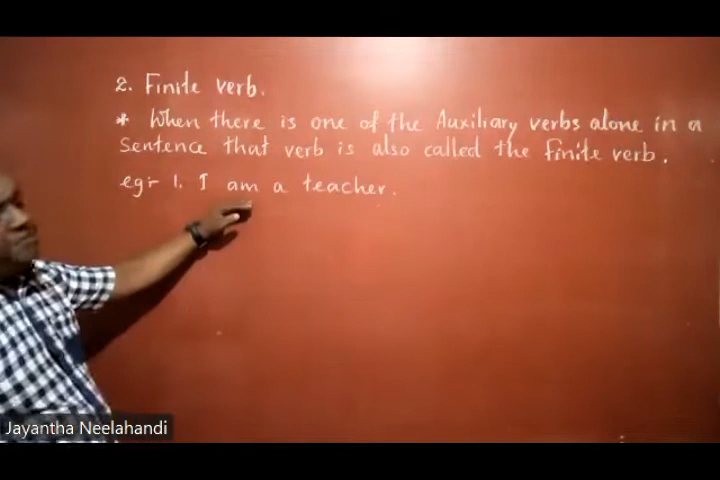 2. Finite verb.
* When there is one of the Auxiliary verbs alone in a
sentence that verb is also called the finite verb.
eg:- 1. I am a teacher.
Jayantha Neelahandi